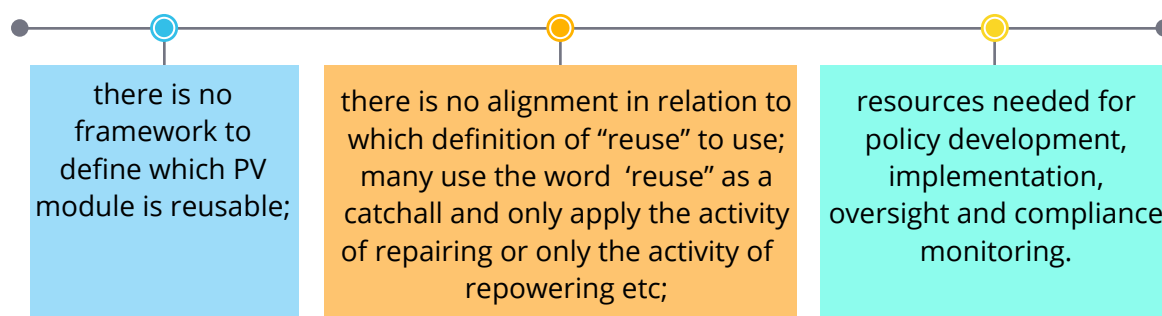 there is no
framework to
define which PV
module is reusable;
there is no alignment in relation to
which definition of “reuse” to use;
many use the word ‘reuse” as a
catchall and only apply the activity
of repairing or only the activity of
repowering etc;
resources needed for
policy development,
implementation,
oversight and compliance
monitoring.